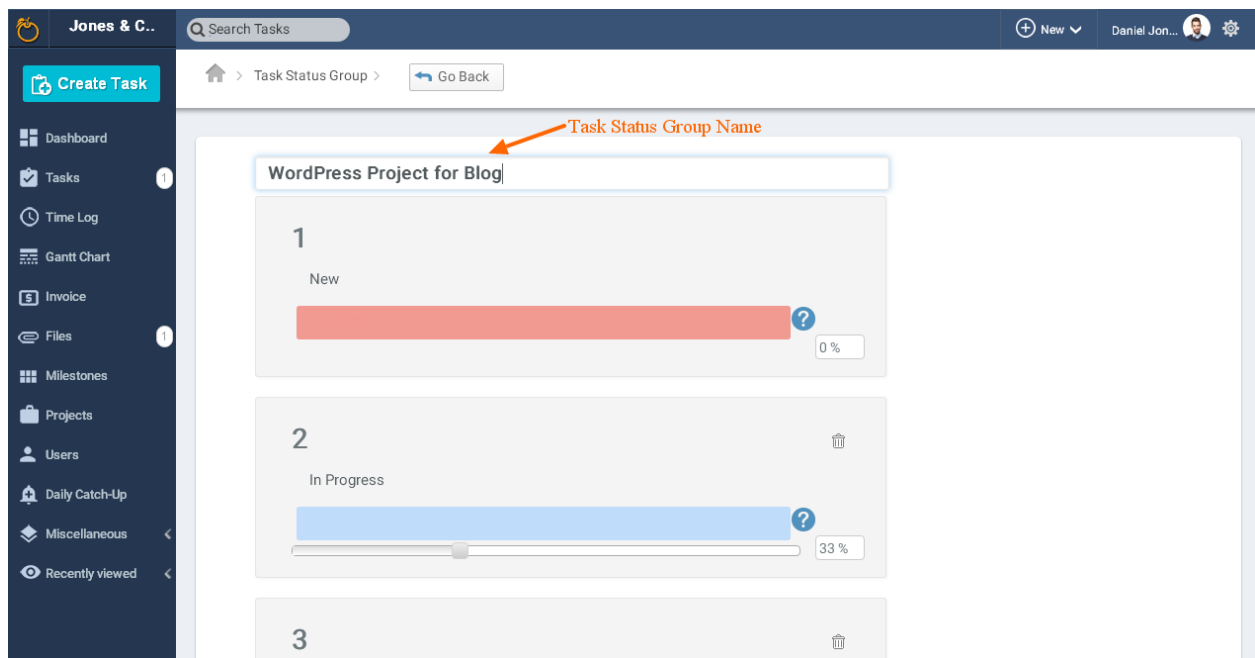 Jones & C..
Search Tasks
New
Daniel Jon...
Create Task
Task Status Group
Go Back
Task Status Group Name
Dashboard
Tasks 1
Time Log
Gantt Chart
Invoice
Files 1
Milestones
Projects
Users
Daily Catch-Up
Miscellaneous
Recently viewed
WordPress Project for Blog
1
New
?
0 %
2
In Progress
?
33 %
3